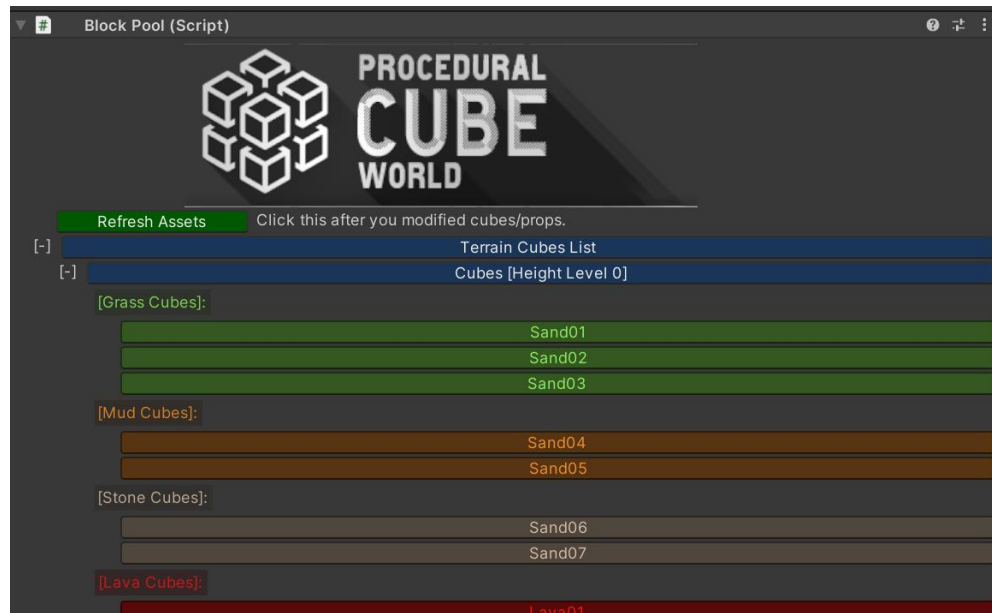 # Block Pool (Script)
PROCEDURAL
CUBE
WORLD
Refresh Assets Click this after you modified cubes/props.
[-] Terrain Cubes List
[-] Cubes [Height Level 0]
[Grass Cubes]:
Sand01
Sand02
Sand03
[Mud Cubes]:
Sand04
Sand05
[Stone Cubes]:
Sand06
Sand07
[Lava Cubes]:
Lava01